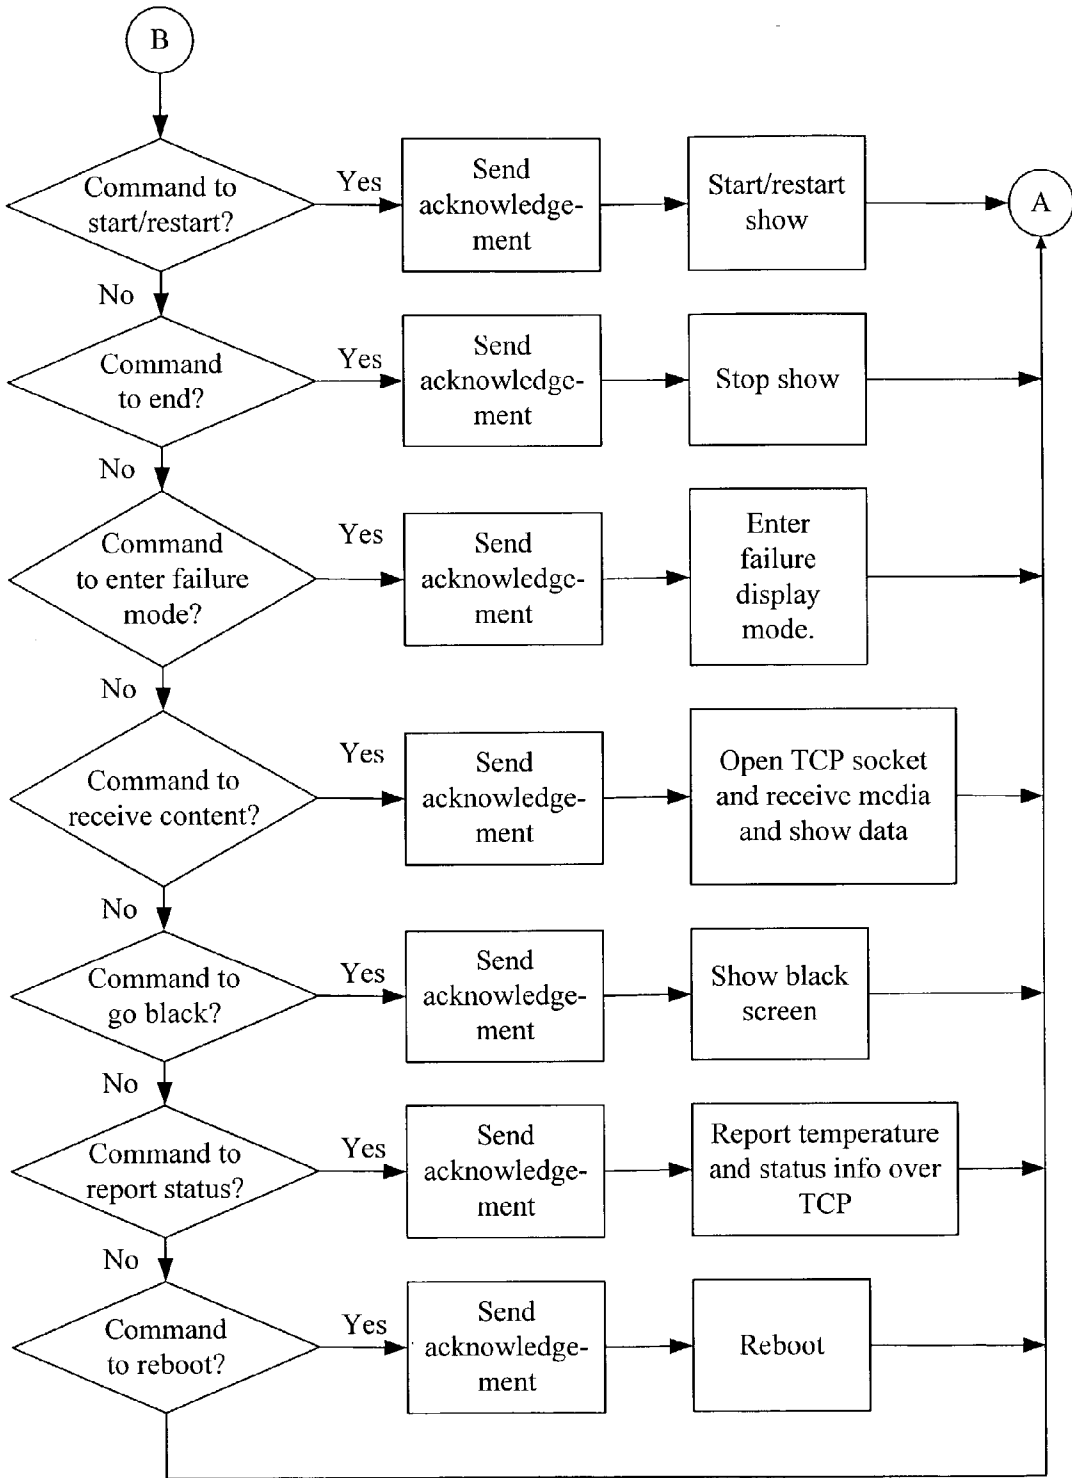 B
Command to
start/restart?
Yes
Send
acknowledge-
ment
Start/restart
show
A
No
Command
to end?
Yes
Send
acknowledge-
ment
Stop show
No
Command
to enter failure
mode?
Yes
Send
acknowledge-
ment
Enter
failure
display
mode.
No
Command to
receive content?
Yes
Send
acknowledge-
ment
Open TCP socket
and receive media
and show data
No
Command to
go black?
Yes
Send
acknowledge-
ment
Show black
screen
No
Command to
report status?
Yes
Send
acknowledge-
ment
Report temperature
and status info over
TCP
No
Command
to reboot?
Yes
Send
acknowledge-
ment
Reboot